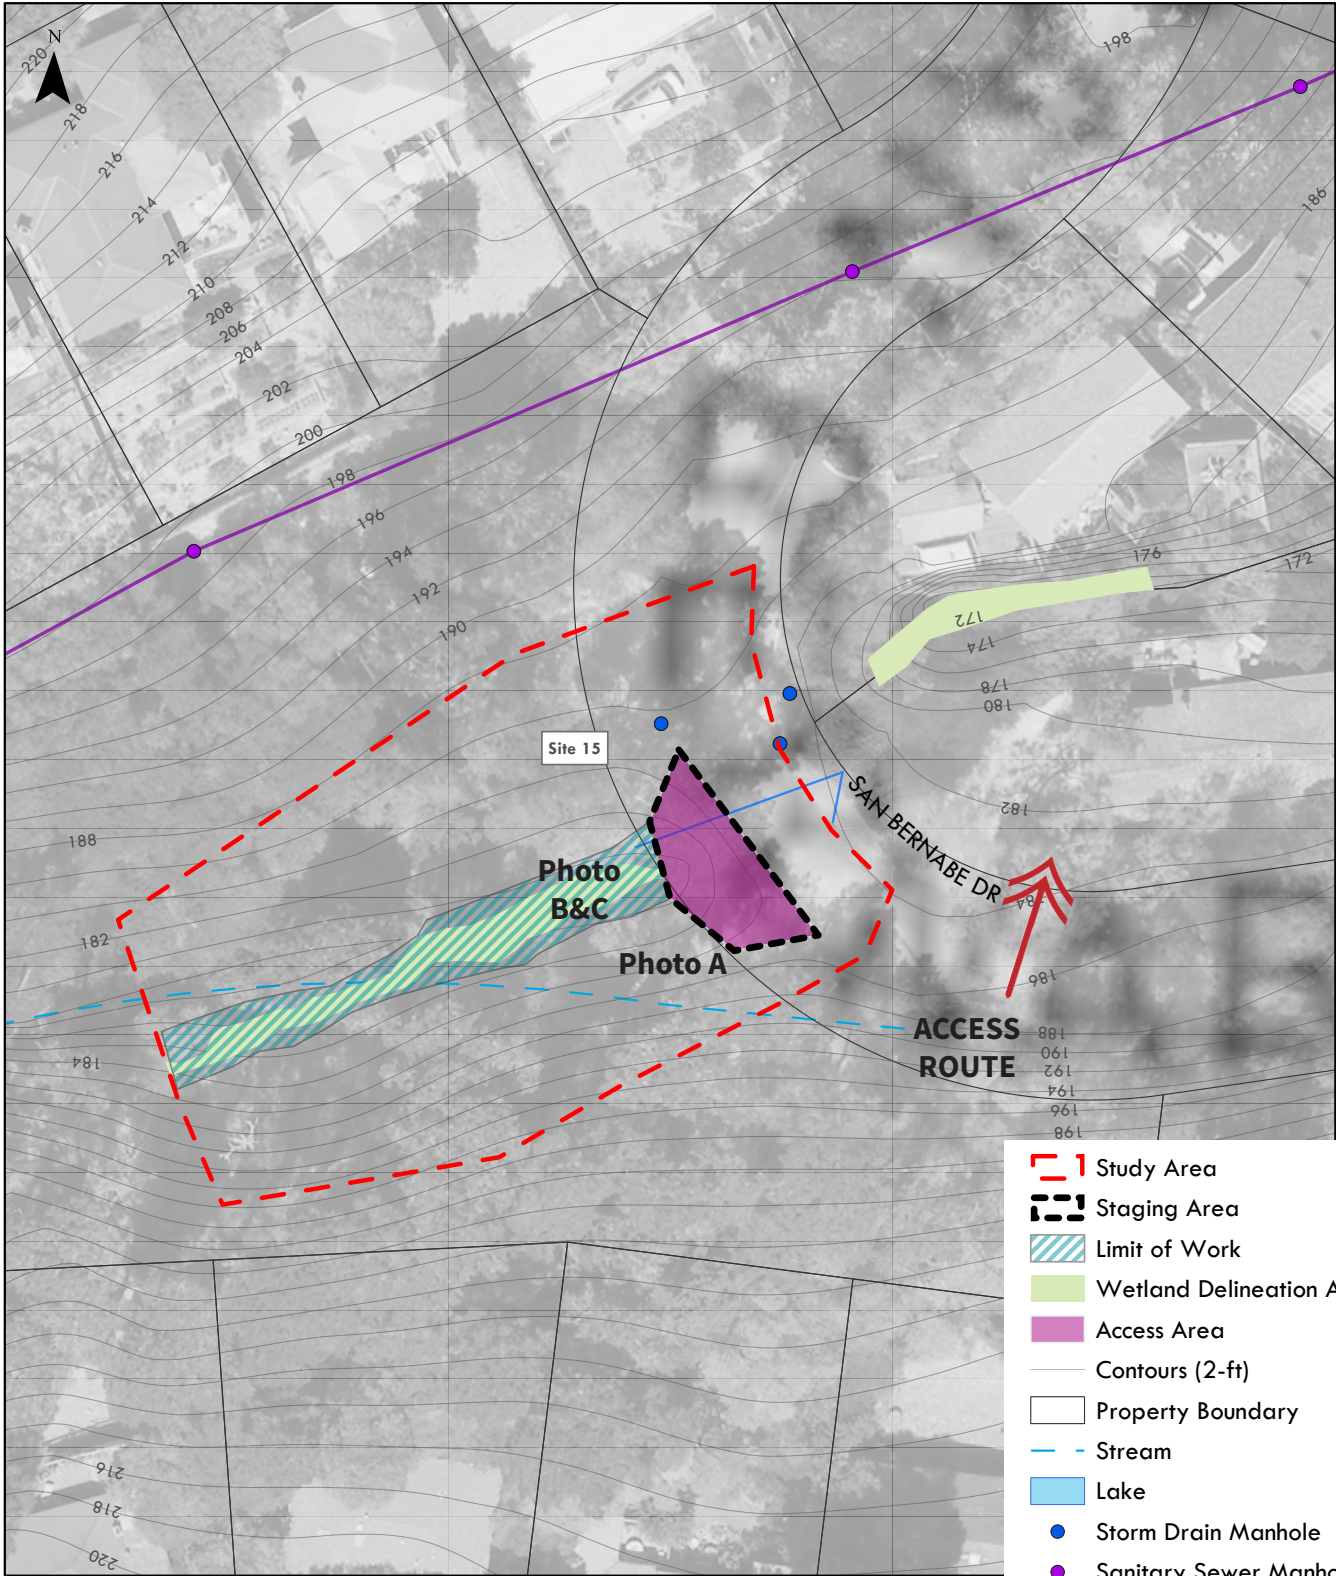 N
220
218
216
214
212
210
208
206
204
202
200
198
196
194
192
190
198
186
176
172
172
174
178
180
Site 15
SAN BERNABE DR
182
188
Photo
B&C
184
182
Photo A
186
ACCESS
ROUTE
188
190
192
194
196
198
184
Study Area
Staging Area
Limit of Work
Wetland Delineation A
Access Area
Contours (2-ft)
Property Boundary
Stream
Lake
Storm Drain Manhole
Sanitary Sewer Manho
216
218
220